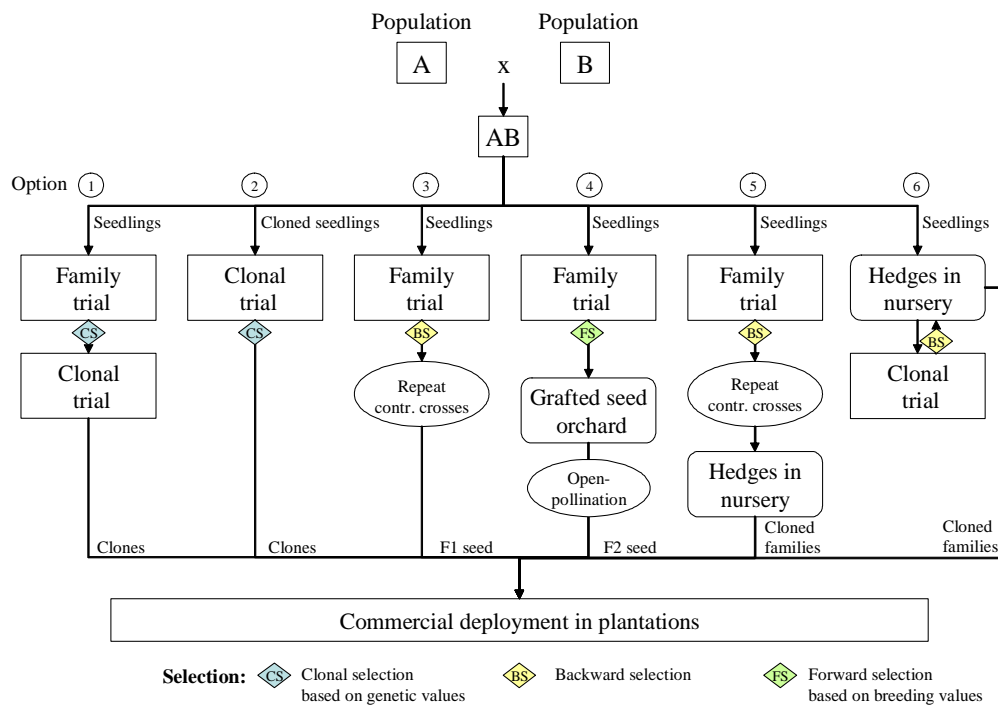 Population Population
A x B
AB
Option 1 2 3 4 5 6
Seedlings Cloned seedlings Seedlings Seedlings Seedlings Seedlings
Family
trial
Clonal
trial
Family
trial
Family
trial
Family
trial
Hedges in
nursery
CS CS BS FS BS BS
Clonal
trial
Repeat
contr. crosses
Grafted seed
orchard
Repeat
contr. crosses
Clonal
trial
Open-
pollination
Hedges in
nursery
Clones Clones F1 seed F2 seed
Cloned
families
Cloned
families
Commercial deployment in plantations
Selection:
CS Clonal selection
based on genetic values
BS Backward selection
FS Forward selection
based on breeding values